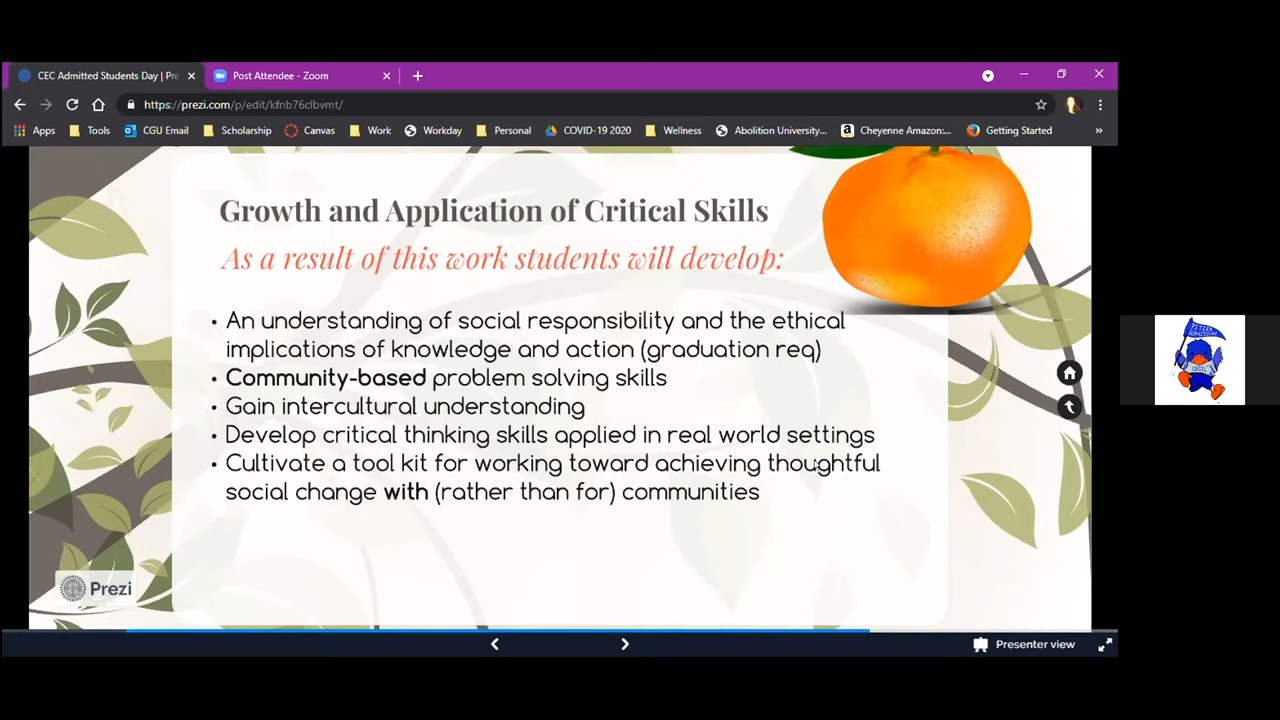 CEC Admitted Students Day | Pre
Post Attendee - Zoom
https://prezi.com/p/edit/kfnb76clbvmt/
Apps Tools CGU Email Scholarship Canvas Work Workday Personal COVID-19 2020 Wellness Abolition University... Cheyenne Amazon:... Getting Started »
Growth and Application of Critical Skills
As a result of this work students will develop:
• An understanding of social responsibility and the ethical
implications of knowledge and action (graduation req)
• Community-based problem solving skills
• Gain intercultural understanding
• Develop critical thinking skills applied in real world settings
• Cultivate a tool kit for working toward achieving thoughtful
social change with (rather than for) communities
Prezi
Presenter view
PITZER
ADMISSION
CECIL